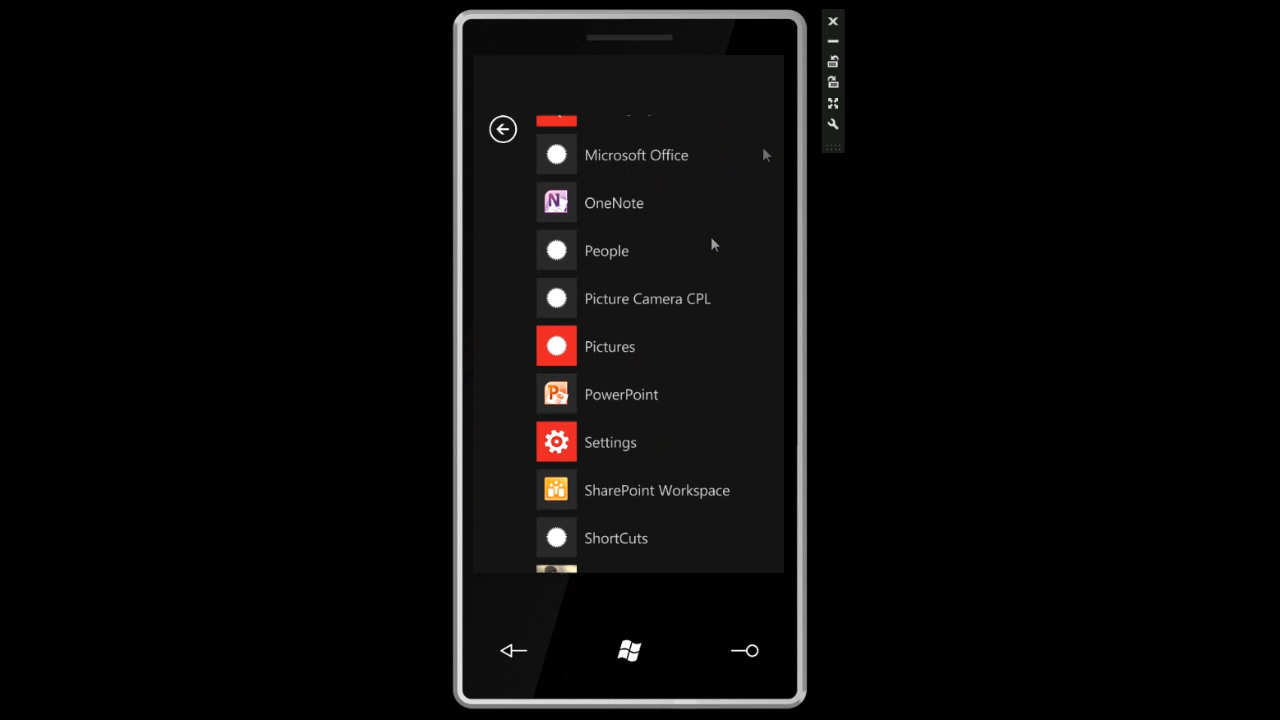 Microsoft Office
OneNote
People
Picture Camera CPL
Pictures
PowerPoint
Settings
SharePoint Workspace
ShortCuts